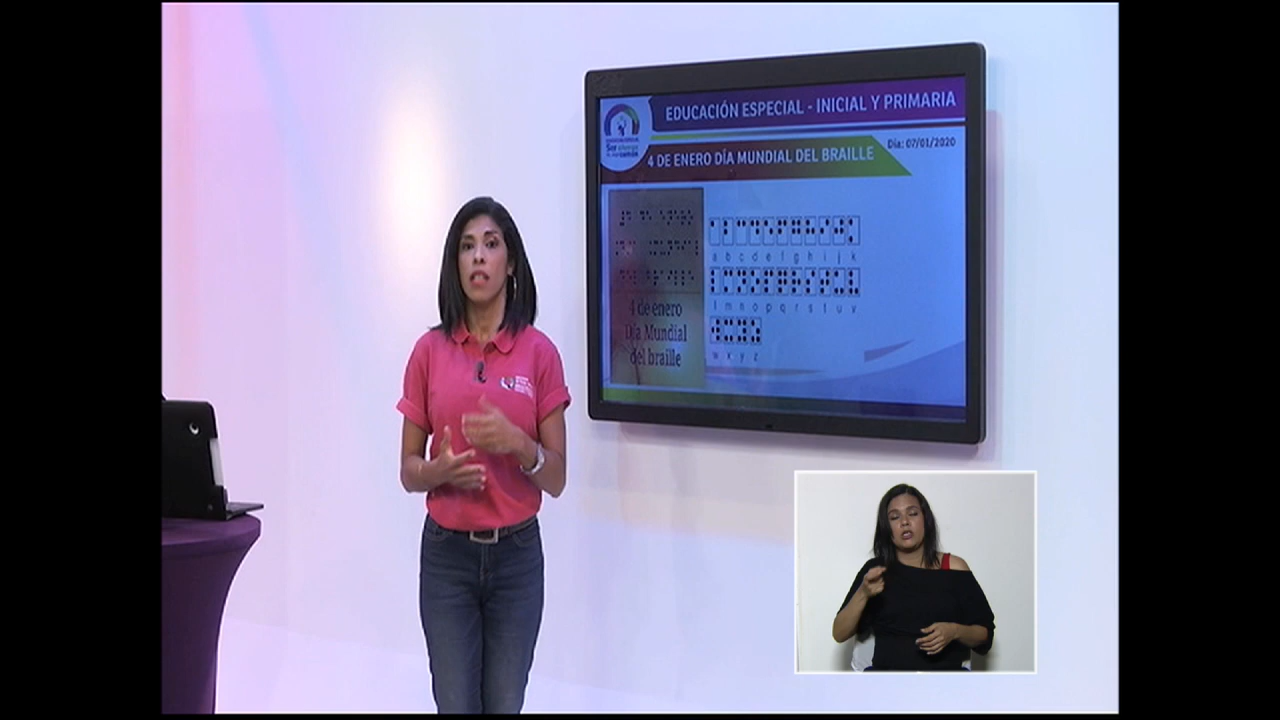 EDUCACIÓN ESPECIAL - INICIAL Y PRIMARIA
Día: 07/01/2020
4 DE ENERO DÍA MUNDIAL DEL BRAILLE
a b c d e f g h i j k
l m n o p q r s t u v
w x y z
4 de enero
Día Mundial
del braille